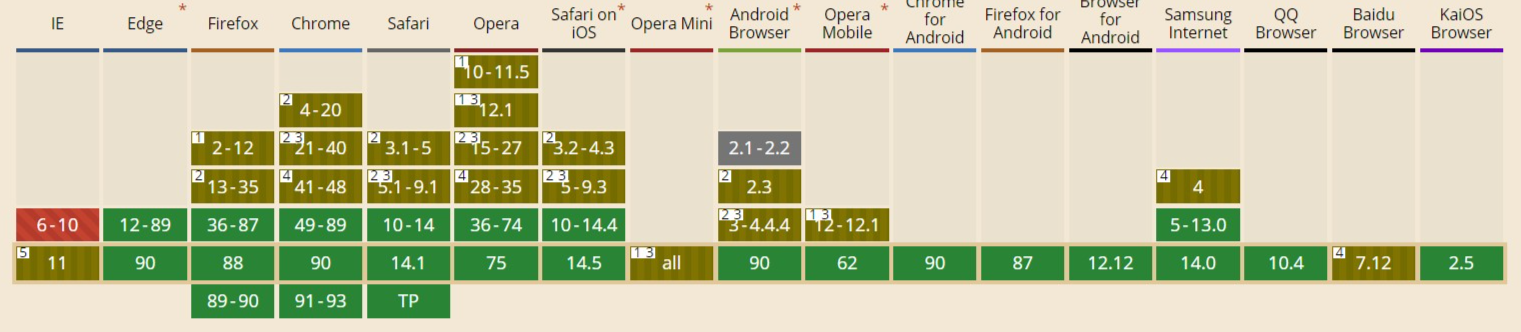 IE
Edge *
Firefox
Chrome
Safari
Opera
Safari on * iOS
Opera Mini *
Android * Browser
Opera * Mobile
Chrome for Android
Firefox for Android
Browser for Android
Samsung Internet
QQ Browser
Baidu Browser
KaiOS Browser
1 10-11.5
2 4-20
1 3 12.1
1 2-12
2 3 21-40
2 3.1-5
2 3 15-27
2 3.2-4.3
2.1-2.2
2 13-35
4 41-48
2 3 5.1-9.1
4 28-35
2 3 5-9.3
2 2.3
4 4
6-10
12-89
36-87
49-89
10-14
36-74
10-14.4
2 3 3-4.4.4
1 3 12-12.1
5-13.0
5 11
90
88
90
14.1
75
14.5
1 3 all
90
62
90
87
12.12
14.0
10.4
4 7.12
2.5
89-90
91-93
TP